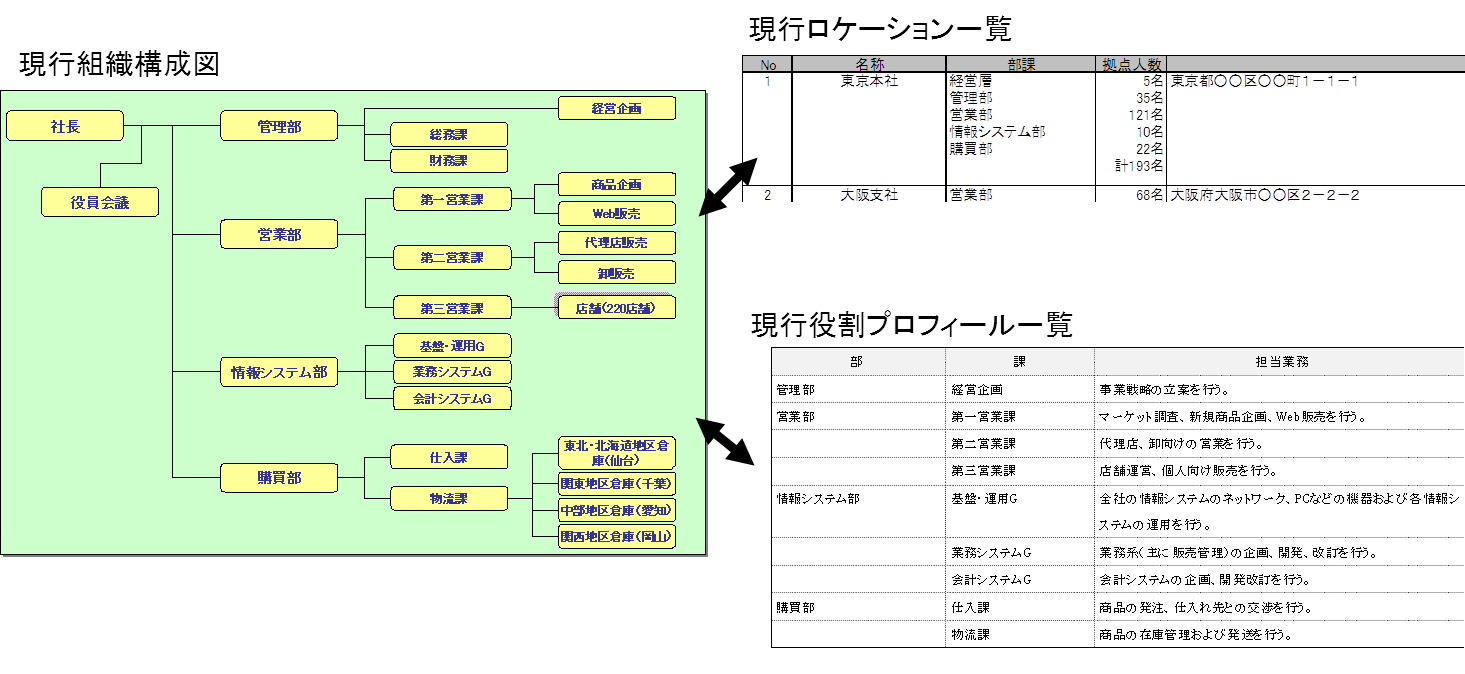 現行組織構成図
社長
役員会議
管理部
経営企画
総務課
財務課
営業部
第一営業課
商品企画
Web販売
第二営業課
代理店販売
卸販売
第三営業課
店舗(220店舗)
情報システム部
基盤・運用G
業務システムG
会計システムG
購買部
仕入課
物流課
東北・北海道地区倉
庫(仙台)
関東地区倉庫(千葉)
中部地区倉庫(愛知)
関西地区倉庫(岡山)
現行ロケーション一覧
No 名称 部課 拠点人数
1 東京本社 経営層 5名 東京都〇〇区〇〇町1-1-1
管理部 35名
営業部 121名
情報システム部 10名
購買部 22名
計193名
2 大阪支社 営業部 68名 大阪府大阪市〇〇区2-2-2
現行役割プロフィール一覧
部 課 担当業務
管理部 経営企画 事業戦略の立案を行う。
営業部 第一営業課 マーケット調査、新規商品企画、Web販売を行う。
第二営業課 代理店、卸向けの営業を行う。
第三営業課 店舗運営、個人向け販売を行う。
情報システム部 基盤・運用G 全社の情報システムのネットワーク、PCなどの機器および各情報シ
ステムの運用を行う。
業務システムG 業務系(主に販売管理)の企画、開発、改訂を行う。
会計システムG 会計システムの企画、開発改訂を行う。
購買部 仕入課 商品の発注、仕入れ先との交渉を行う。
物流課 商品の在庫管理および発送を行う。